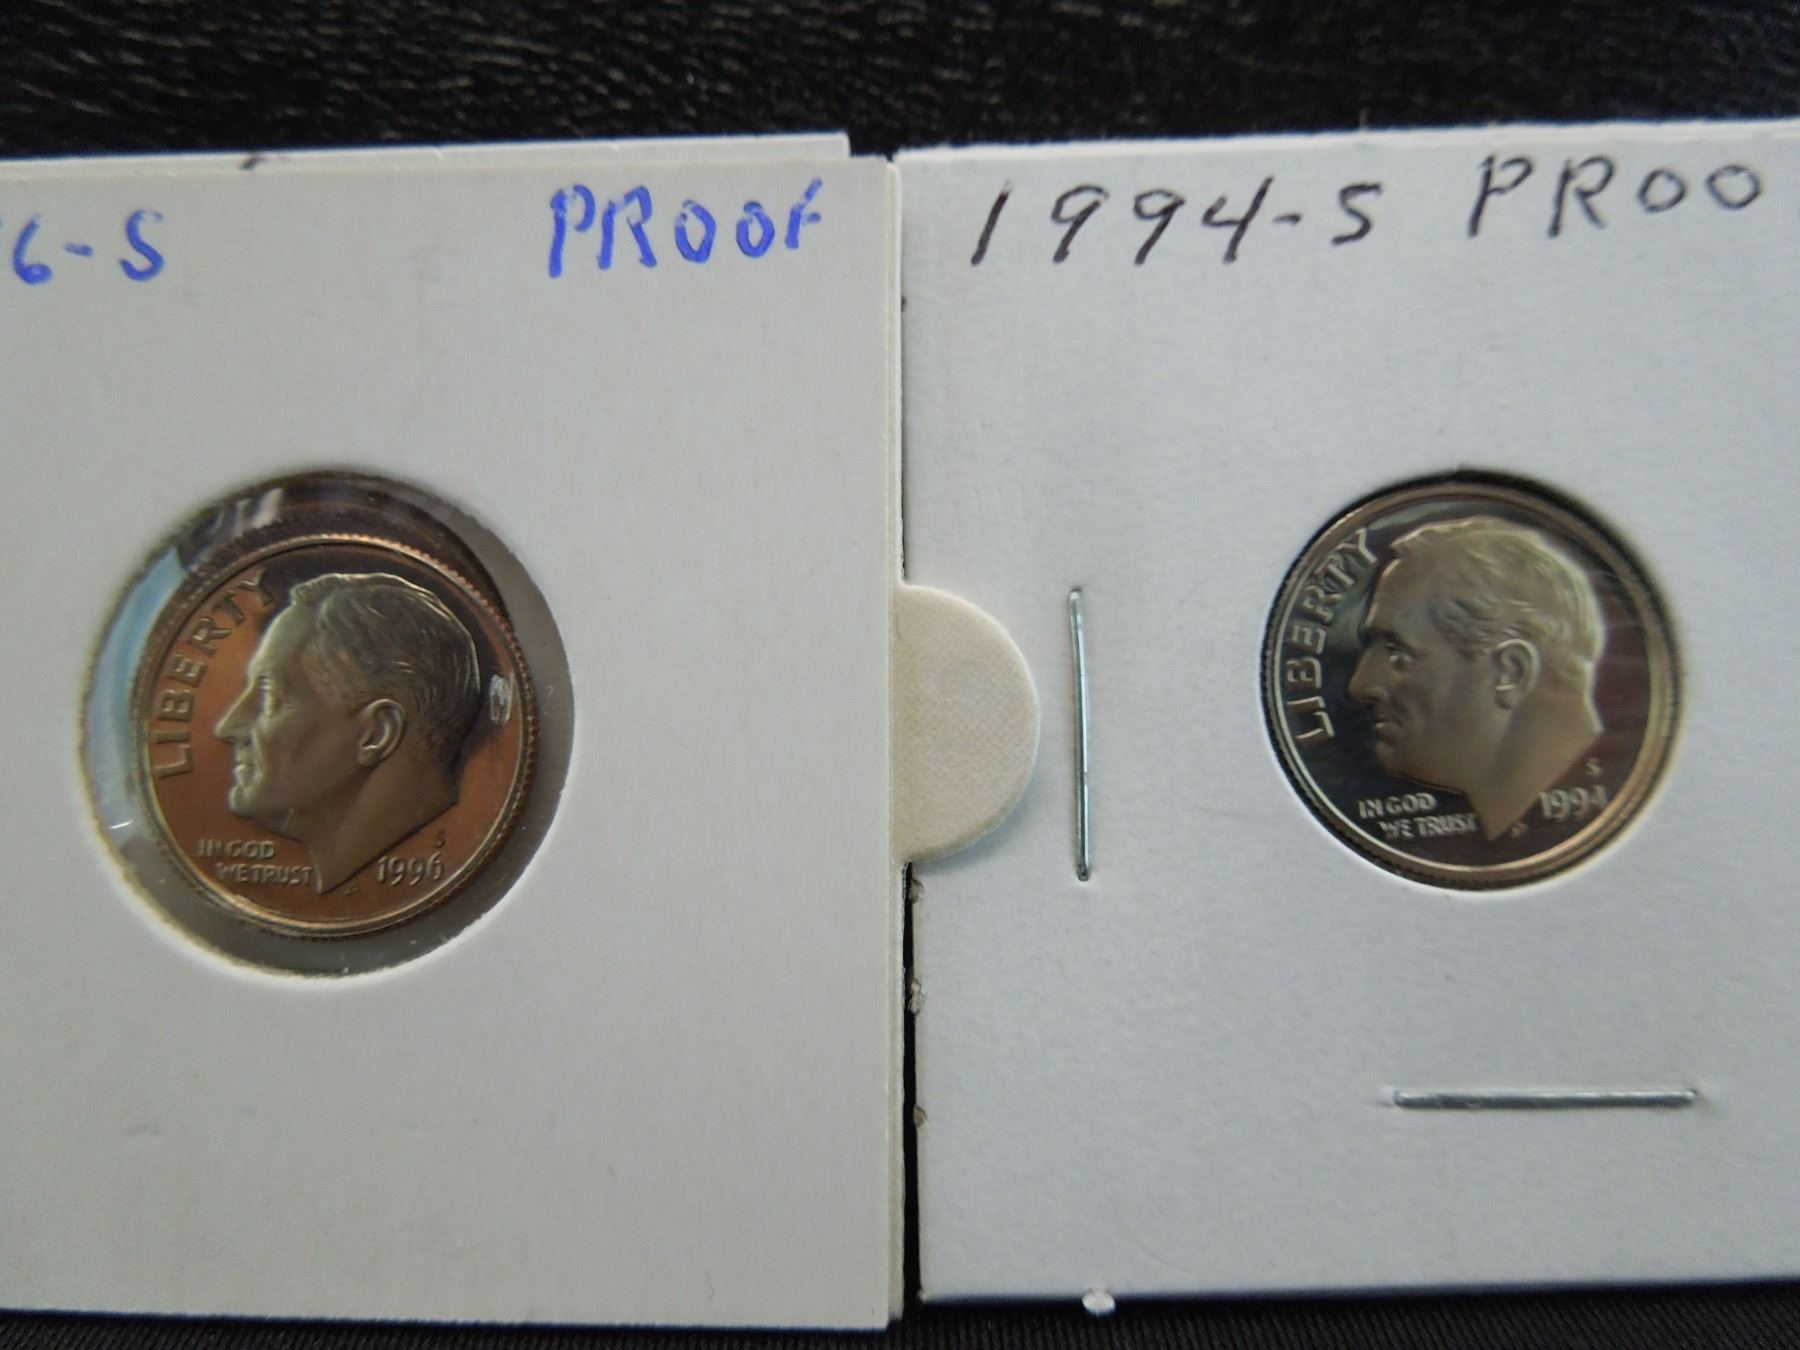 6-S PROOF
LIBERTY
IN GOD
WE TRUST
S
1996
1994-S PROO
LIBERTY
IN GOD
WE TRUST
S
1994